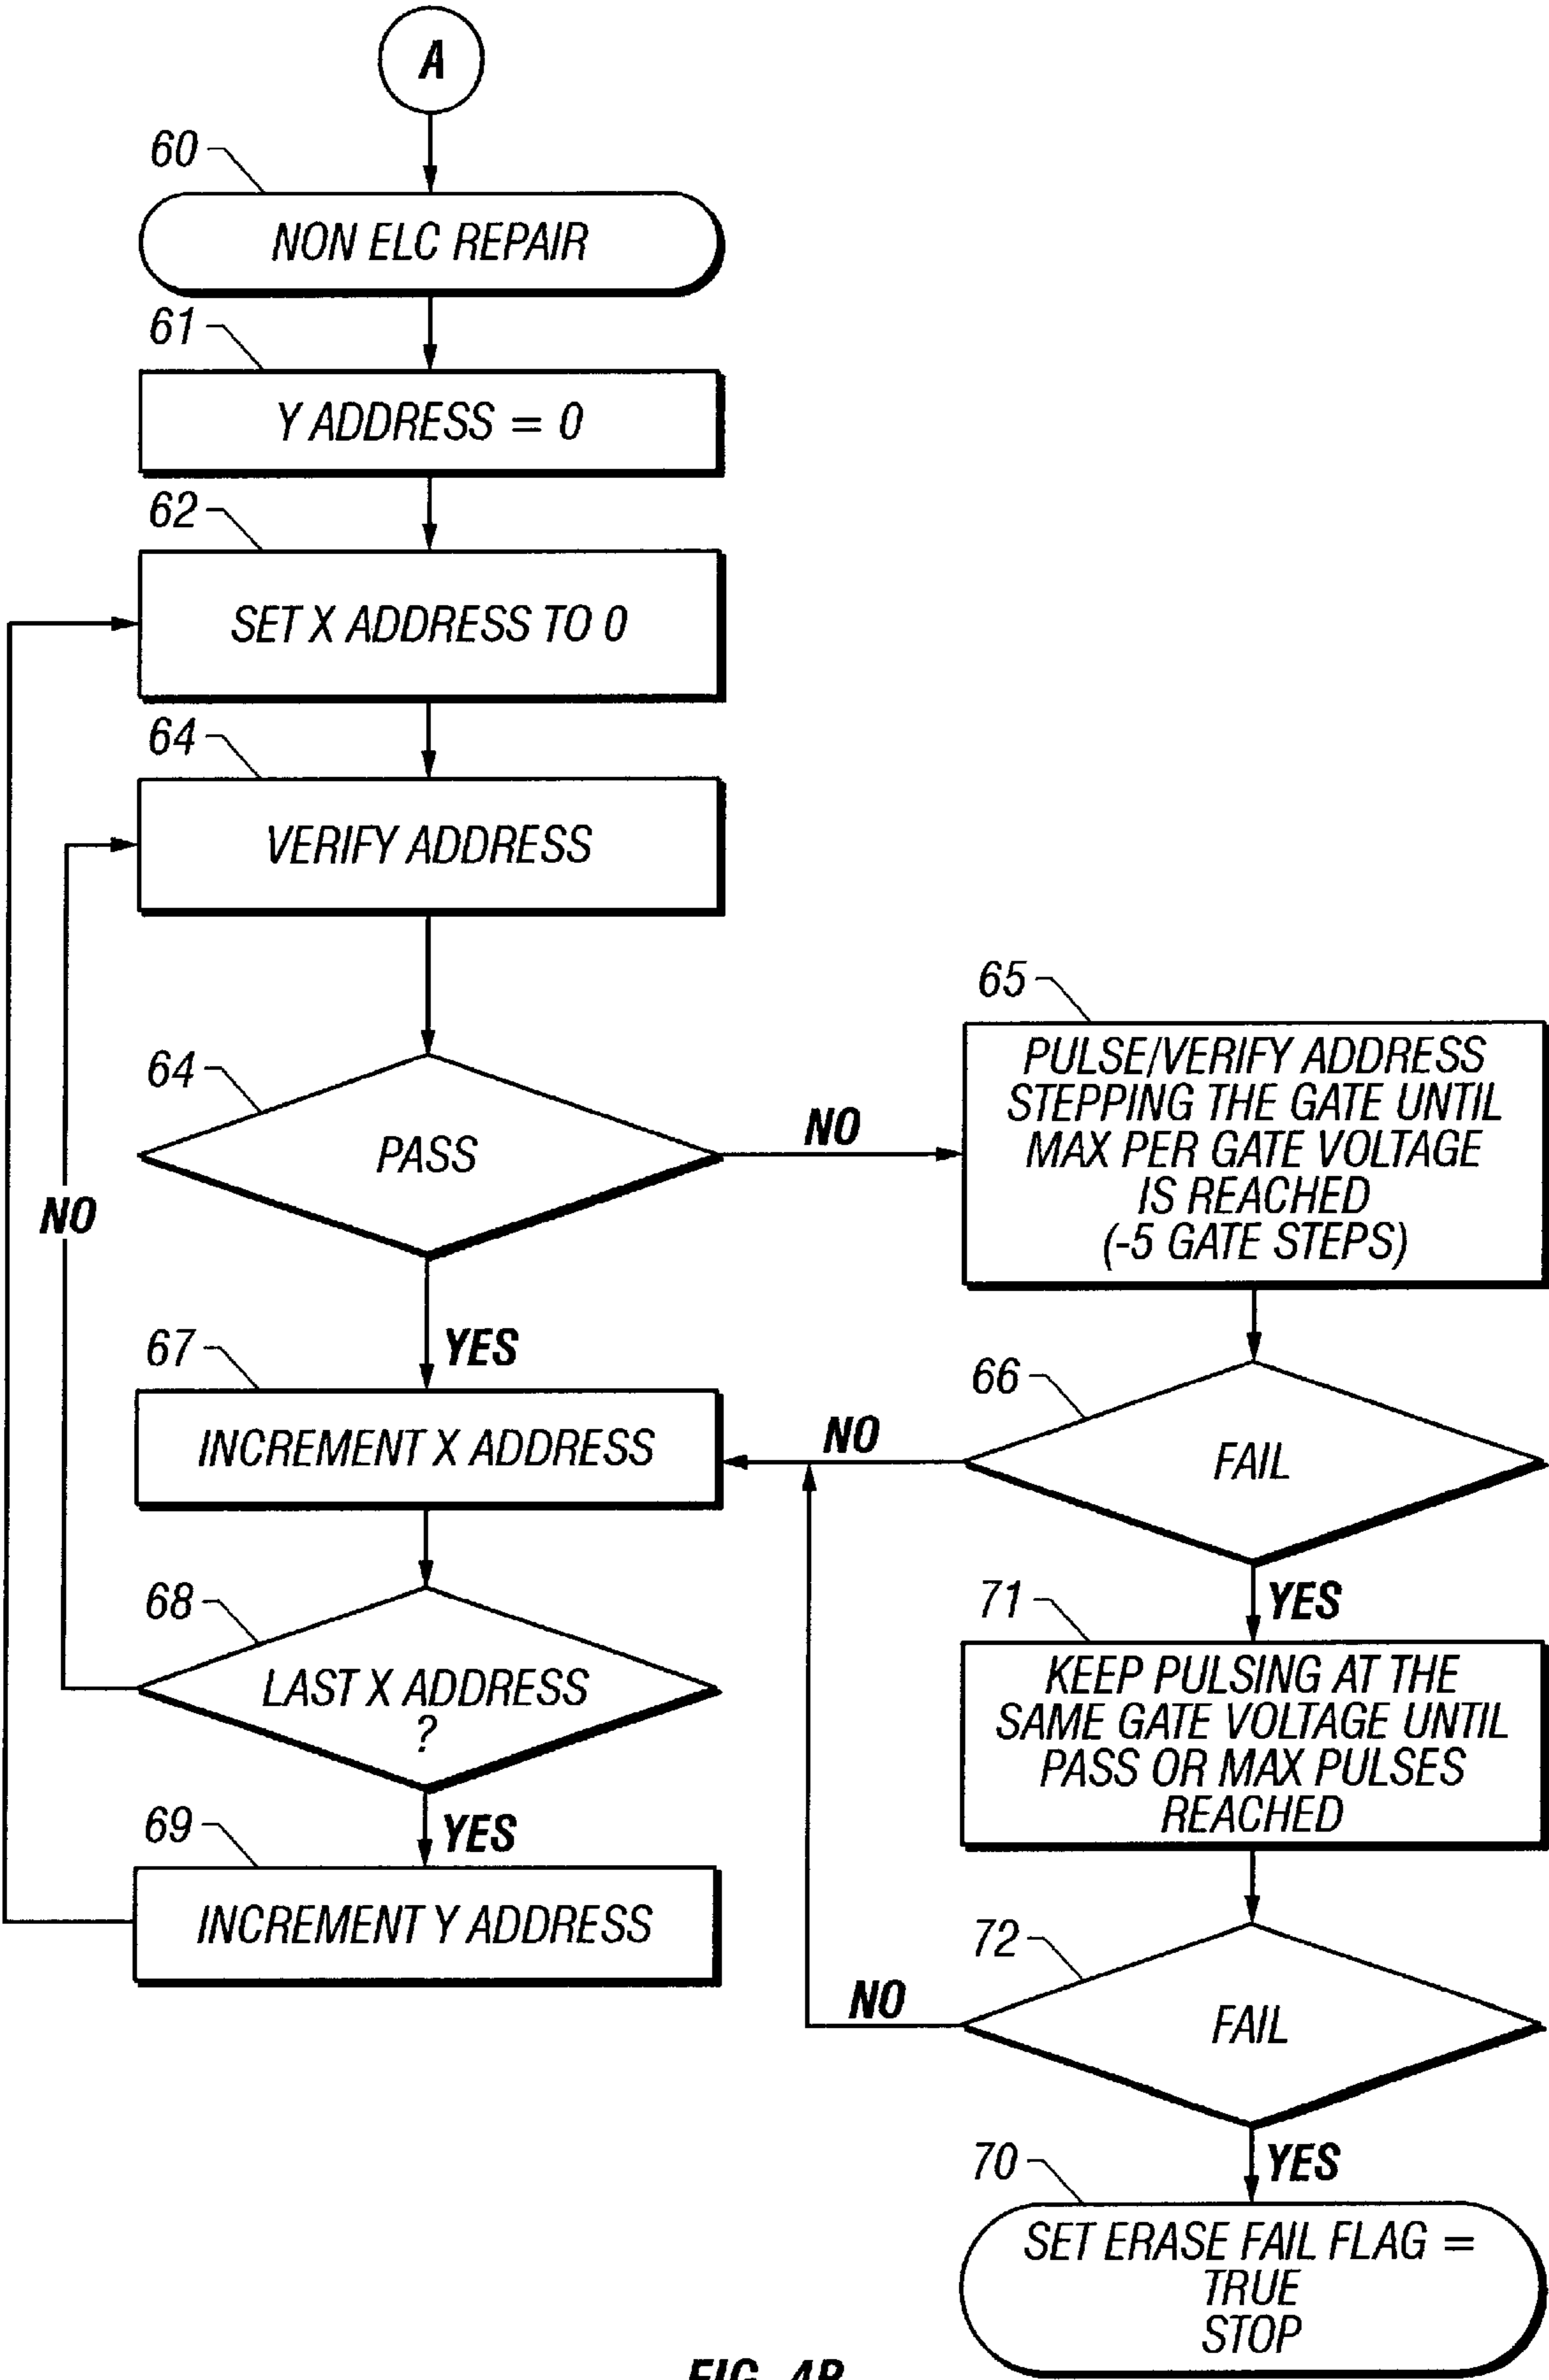 A
60
NON ELC REPAIR
61
Y ADDRESS = 0
62
SET X ADDRESS TO 0
64
VERIFY ADDRESS
64
PASS
NO
YES
NO
65
PULSE/VERIFY ADDRESS
STEPPING THE GATE UNTIL
MAX PER GATE VOLTAGE
IS REACHED
(-5 GATE STEPS)
66
FAIL
NO
YES
67
INCREMENT X ADDRESS
68
LAST X ADDRESS
?
YES
69
INCREMENT Y ADDRESS
71
KEEP PULSING AT THE
SAME GATE VOLTAGE UNTIL
PASS OR MAX PULSES
REACHED
72
FAIL
NO
YES
70
SET ERASE FAIL FLAG =
TRUE
STOP
FIG. 4B